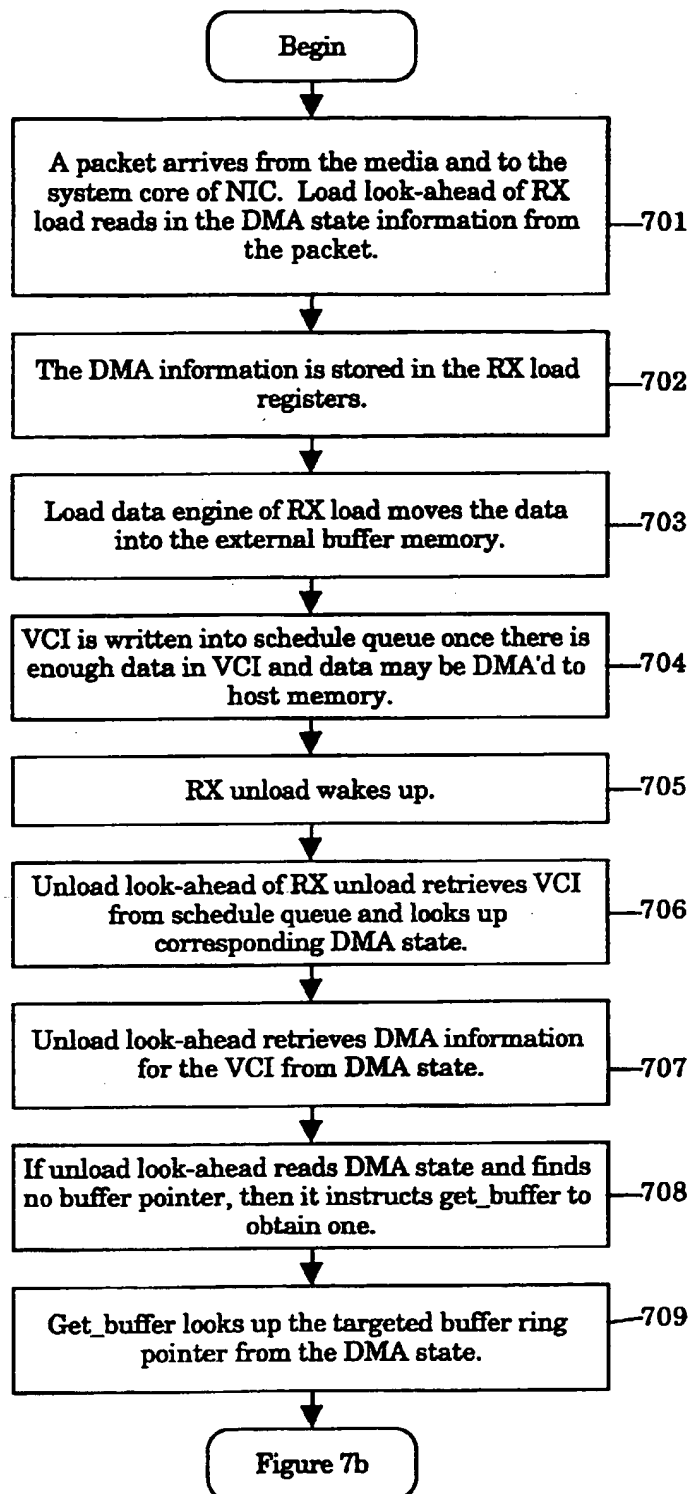 Begin
A packet arrives from the media and to the
system core of NIC. Load look-ahead of RX
load reads in the DMA state information from
the packet.
701
The DMA information is stored in the RX load
registers.
702
Load data engine of RX load moves the data
into the external buffer memory.
703
VCI is written into schedule queue once there is
enough data in VCI and data may be DMA'd to
host memory.
704
RX unload wakes up.
705
Unload look-ahead of RX unload retrieves VCI
from schedule queue and looks up
corresponding DMA state.
706
Unload look-ahead retrieves DMA information
for the VCI from DMA state.
707
If unload look-ahead reads DMA state and finds
no buffer pointer, then it instructs get_buffer to
obtain one.
708
Get_buffer looks up the targeted buffer ring
pointer from the DMA state.
709
Figure 7b